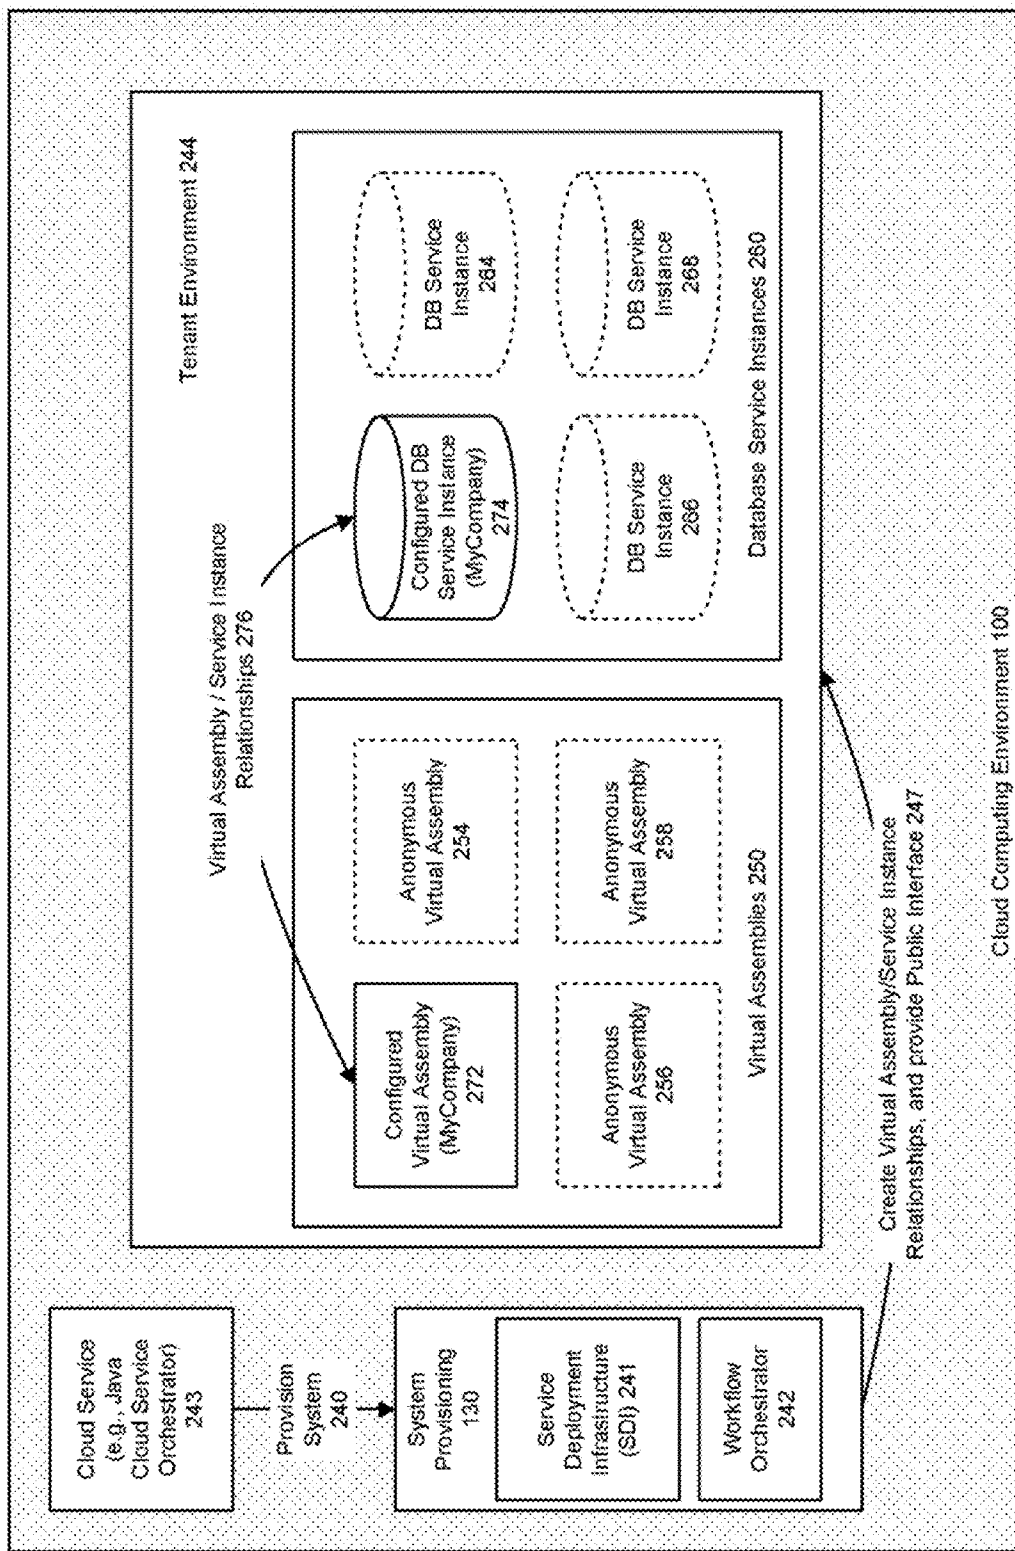 Cloud Service
(e.g., Java
Cloud Service
Orchestrator)
243
Provision
System
240
System
Provisioning
130
Service
Deployment
Infrastructure
(SDI) 241
Workflow
Orchestrator
242
Tenant Environment 244
Virtual Assembly / Service Instance
Relationships 276
Configured
Virtual Assembly
(MyCompany)
272
Anonymous
Virtual Assembly
254
Anonymous
Virtual Assembly
256
Anonymous
Virtual Assembly
258
Virtual Assemblies 250
Configured DB
Service Instance
(MyCompany)
274
DB Service
Instance
264
DB Service
Instance
266
DB Service
Instance
268
Database Service Instances 260
Create Virtual Assembly/Service Instance
Relationships, and provide Public Interface 247
Cloud Computing Environment 100